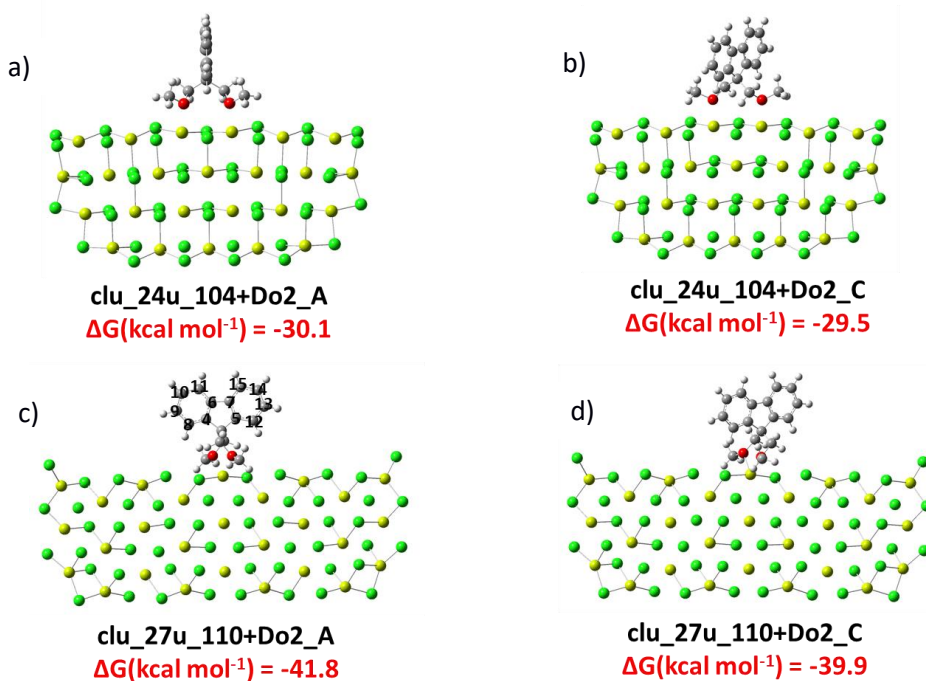 a)
b)
clu_24u_104+Do2_A
ΔG(kcal mol⁻¹) = -30.1
clu_24u_104+Do2_C
ΔG(kcal mol⁻¹) = -29.5
c)
10 11 15 14
9 6 7 13
8 4 5 12
d)
clu_27u_110+Do2_A
ΔG(kcal mol⁻¹) = -41.8
clu_27u_110+Do2_C
ΔG(kcal mol⁻¹) = -39.9